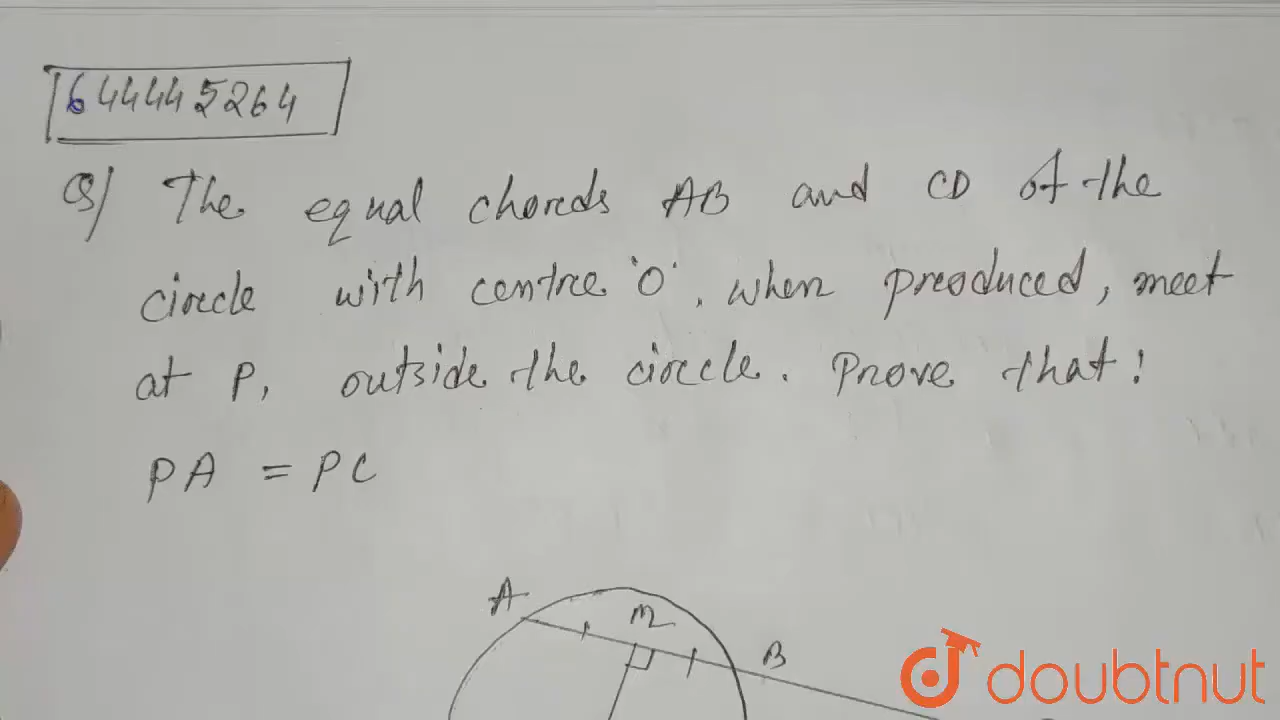 644445264
Q) The equal chords AB and CD of the
circle with centre 'O', when produced, meet
at P, outside the circle. Prove that:
PA = PC
A
M
B
doubtnut